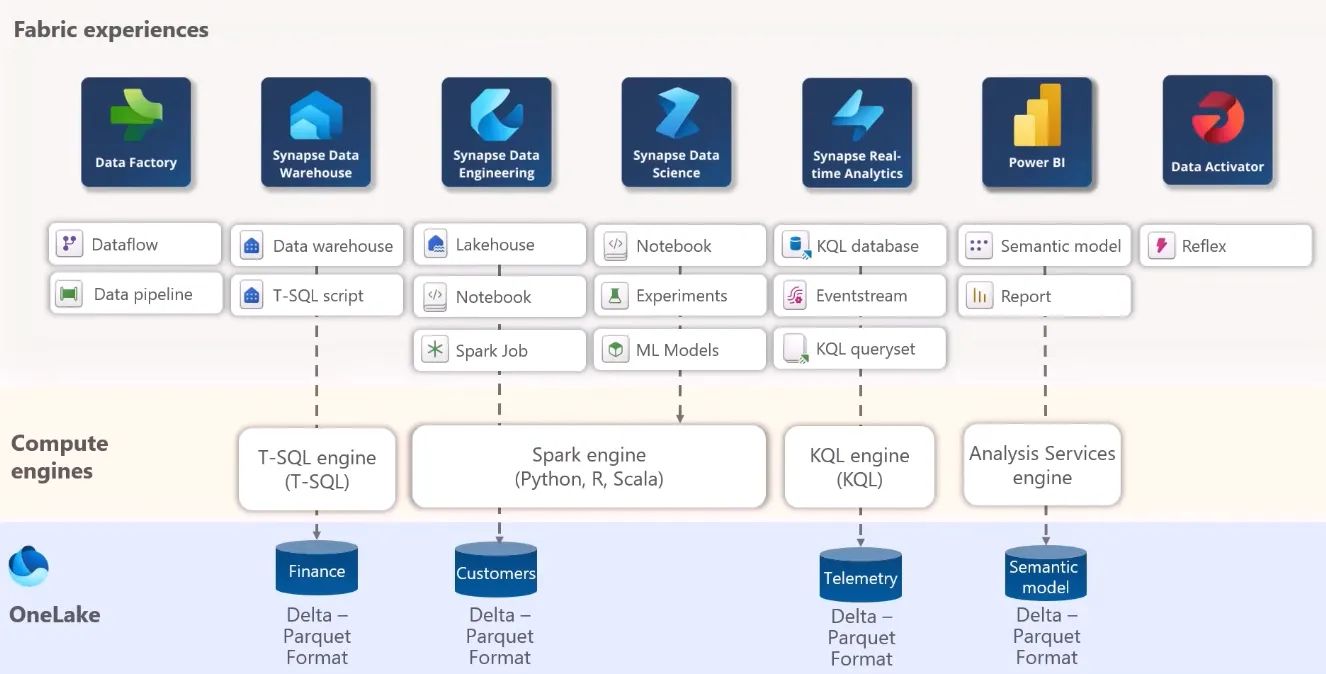 Fabric experiences
Data Factory
Synapse Data
Warehouse
Synapse Data
Engineering
Synapse Data
Science
Synapse Real-
time Analytics
Power BI
Data Activator
Dataflow
Data warehouse
Lakehouse
Notebook
KQL database
Semantic model
Reflex
Data pipeline
T-SQL script
Notebook
Experiments
Eventstream
Report
Spark Job
ML Models
KQL queryset
Compute
engines
T-SQL engine
(T-SQL)
Spark engine
(Python, R, Scala)
KQL engine
(KQL)
Analysis Services
engine
OneLake
Finance
Delta –
Parquet
Format
Customers
Delta –
Parquet
Format
Telemetry
Delta –
Parquet
Format
Semantic
model
Delta –
Parquet
Format